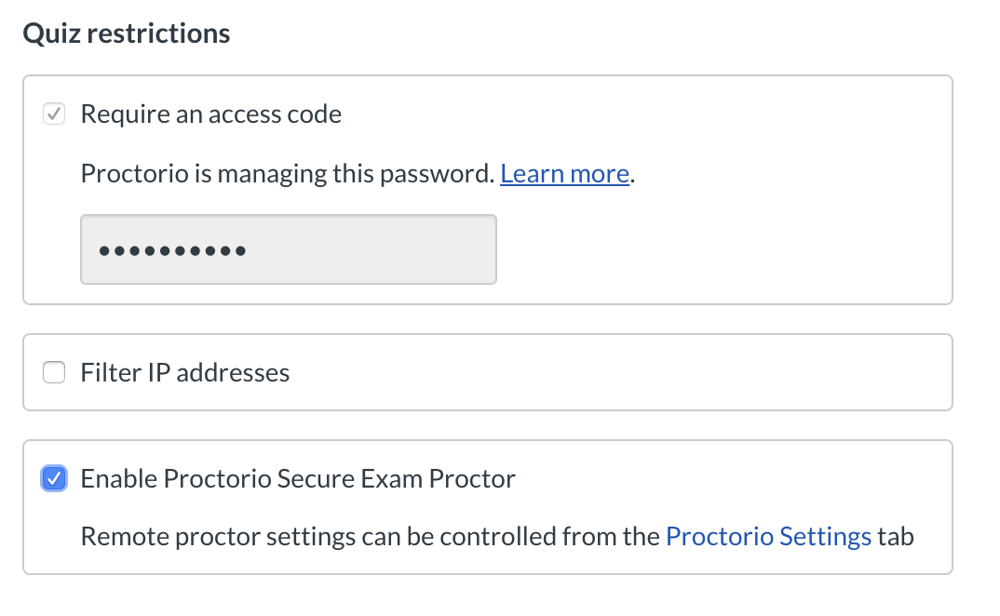 Quiz restrictions
Require an access code
Proctorio is managing this password. Learn more.
••••••••••
Filter IP addresses
Enable Proctorio Secure Exam Proctor
Remote proctor settings can be controlled from the Proctorio Settings tab